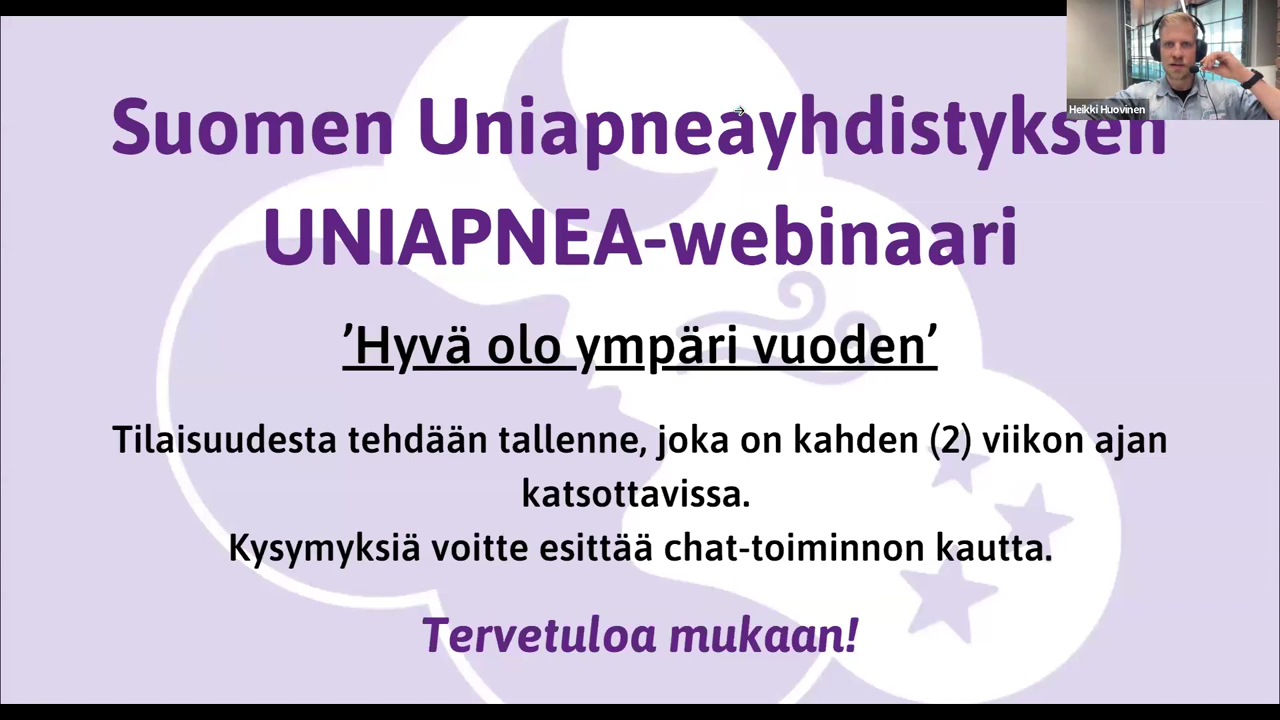 Heikki Huovinen
Suomen Uniapneayhdistyksen
UNIAPNEA-webinaari
’Hyvä olo ympäri vuoden’
Tilaisuudesta tehdään tallenne, joka on kahden (2) viikon ajan
katsottavissa.
Kysymyksiä voitte esittää chat-toiminnon kautta.
Tervetuloa mukaan!